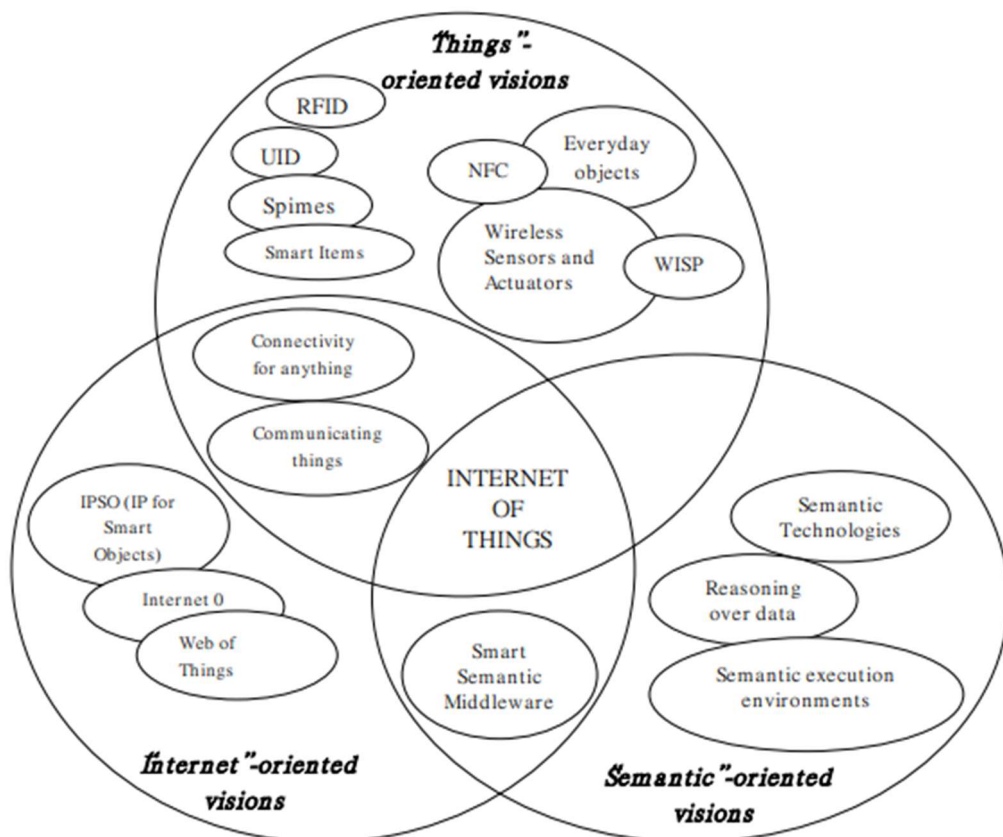 “Things”-
oriented visions
RFID
UID
Spimes
Smart Items
NFC
Everyday
objects
Wireless
Sensors and
Actuators
WISP
Connectivity
for anything
Communicating
things
INTERNET
OF
THINGS
IPSO (IP for
Smart
Objects)
Internet 0
Web of
Things
Semantic
Technologies
Reasoning
over data
Semantic execution
environments
Smart
Semantic
Middleware
“Internet”-oriented
visions
“Semantic”-oriented
visions